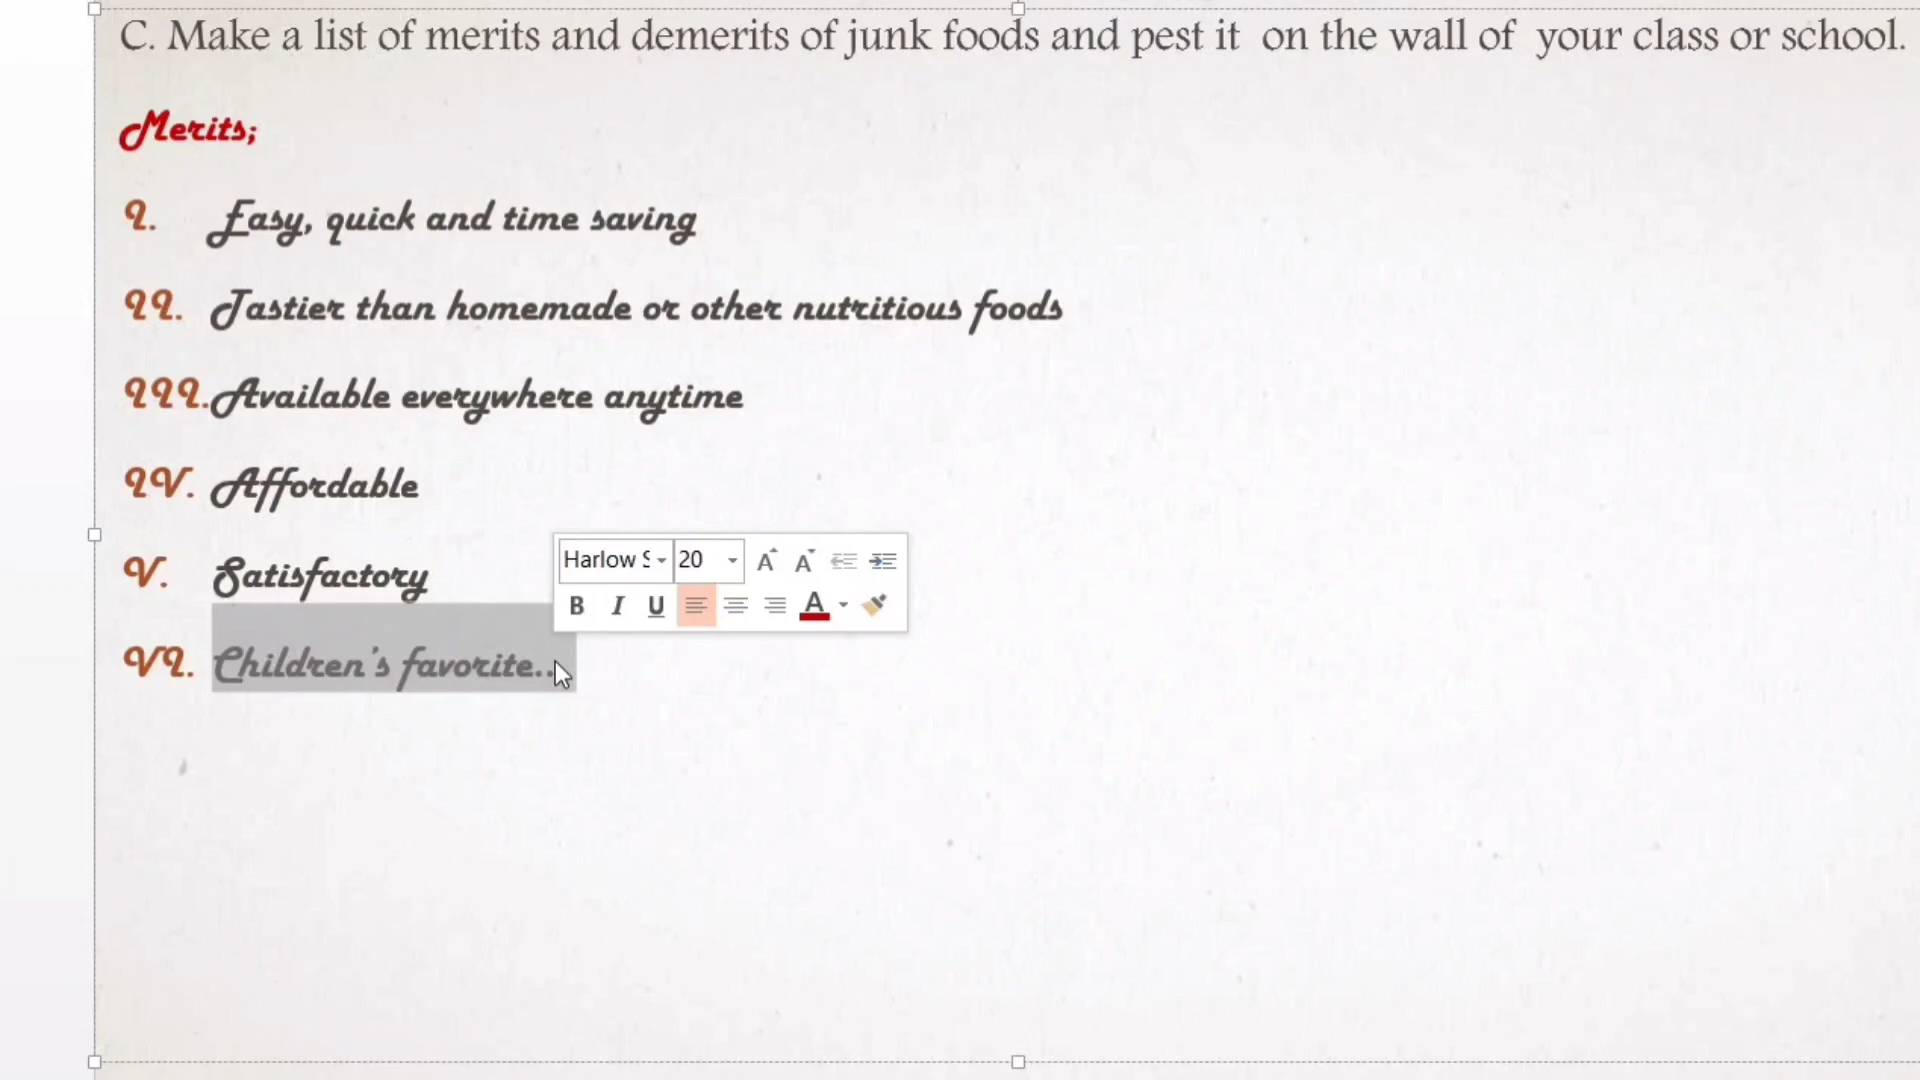 C. Make a list of merits and demerits of junk foods and pest it on the wall of your class or school.
Merits;
I. Easy, quick and time saving
II. Tastier than homemade or other nutritious foods
III. Available everywhere anytime
IV. Affordable
V. Satisfactory
Harlow S 20
B I U A
VI. Children's favorite..